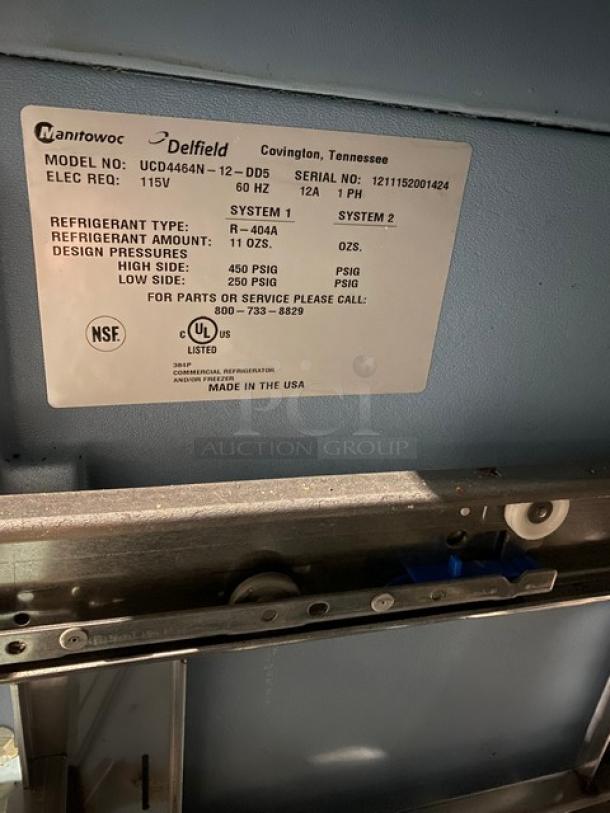 Manitowoc Delfield Covington, Tennessee
MODEL NO: UCD4464N-12-DD5 SERIAL NO: 1211152001424
ELEC REQ: 115V 60 HZ 12A 1 PH
SYSTEM 1 SYSTEM 2
REFRIGERANT TYPE: R-404A
REFRIGERANT AMOUNT: 11 OZS. OZS.
DESIGN PRESSURES
HIGH SIDE: 450 PSIG PSIG
LOW SIDE: 250 PSIG PSIG
FOR PARTS OR SERVICE PLEASE CALL:
800-733-8829
NSF.
C UL US
LISTED
384P
COMMERCIAL REFRIGERATOR
AND/OR FREEZER
MADE IN THE USA
PCI
AUCTION GROUP